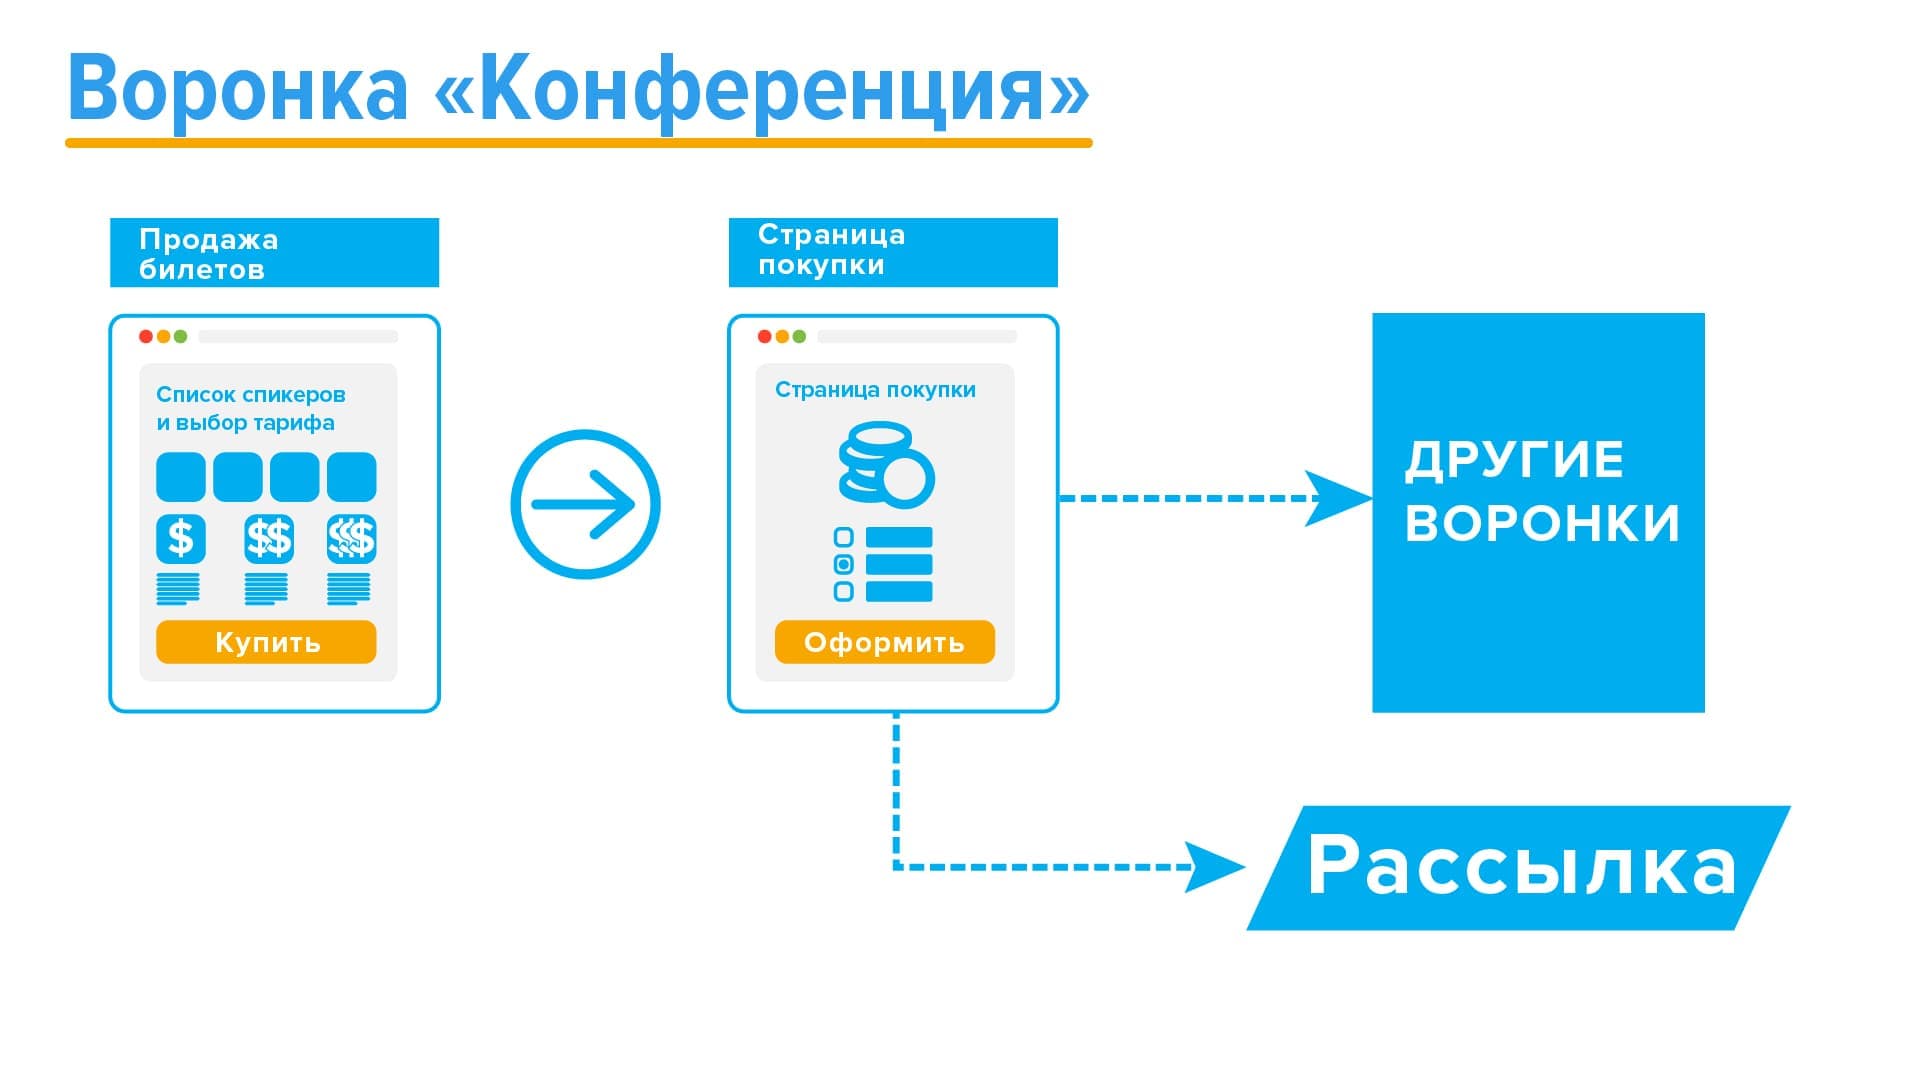 Воронка «Конференция»
Продажа
билетов
Список спикеров
и выбор тарифа
$
$$
$$$
Купить
Страница
покупки
Страница покупки
Оформить
ДРУГИЕ
ВОРОНКИ
Рассылка